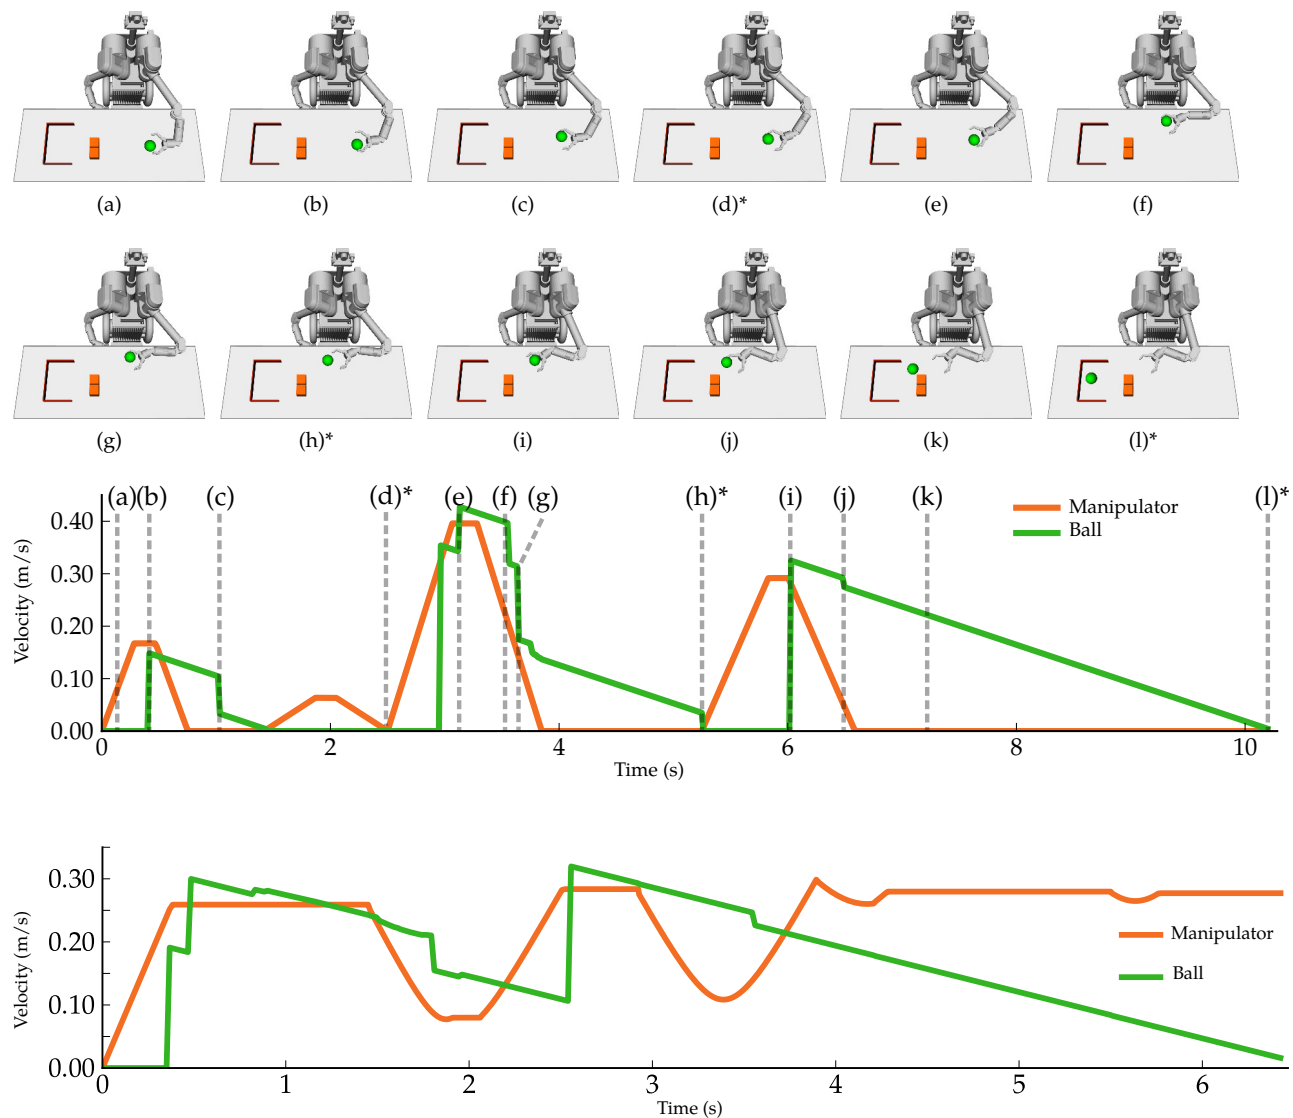 (a) (b) (c) (d)* (e) (f)
(g) (h)* (i) (j) (k) (l)*
(a) (b) (c) (d)* (e) (f) (g) (h)* (i) (j) (k) (l)*
Manipulator
Ball
Velocity (m/s)
0.40
0.30
0.20
0.10
0.00
0 2 4 6 8 10
Time (s)
Velocity (m/s)
0.30
0.20
0.10
0.00
Manipulator
Ball
0 1 2 3 4 5 6
Time (s)